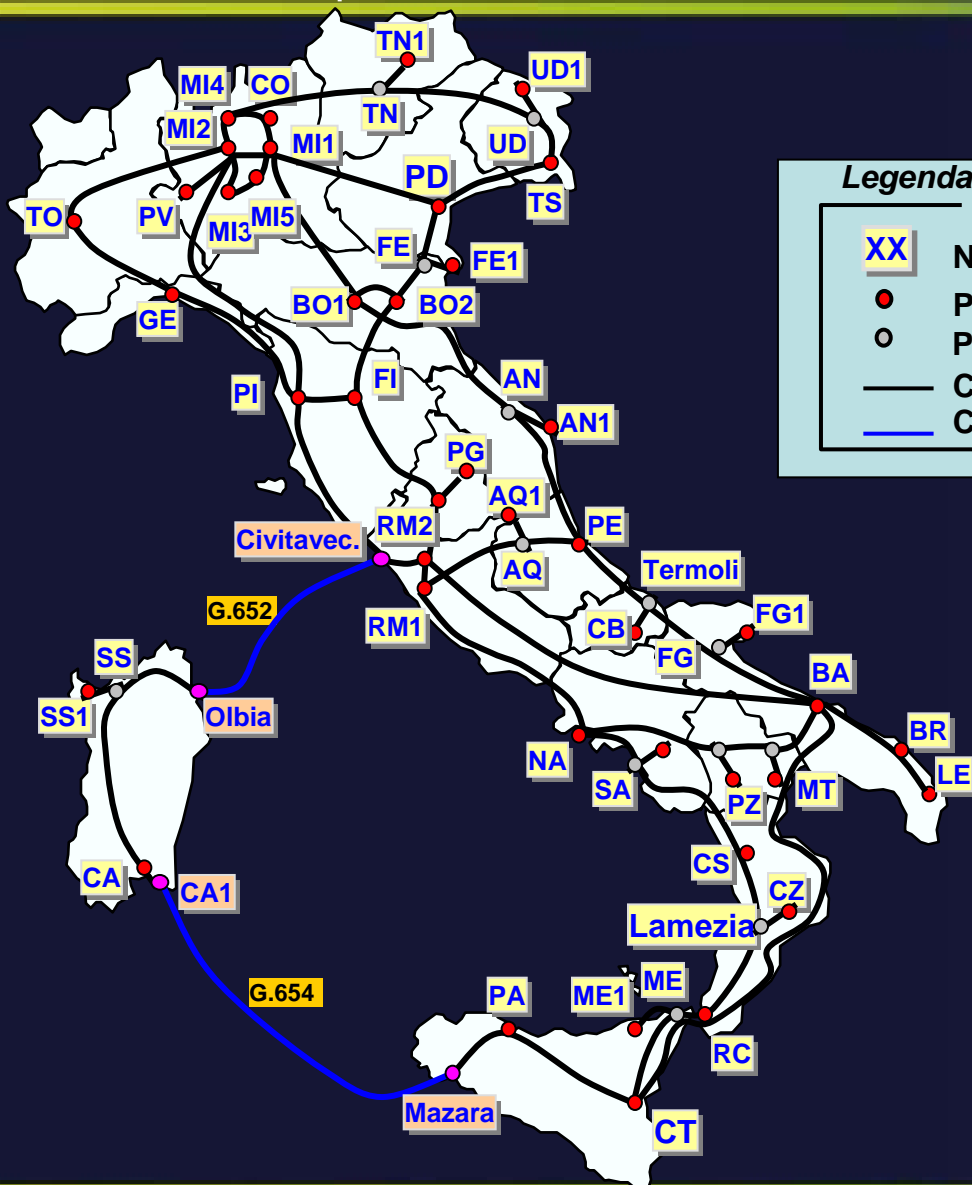 TN1
UD1
MI4
CO
TN
MI2
MI1
UD
PD
TS
TO
PV
MI3
MI5
FE
FE1
BO1
BO2
GE
PI
FI
AN
AN1
PG
AQ1
RM2
PE
Civitavec.
AQ
Termoli
G.652
RM1
CB
FG1
FG
SS
BA
SS1
Olbia
BR
NA
SA
PZ
MT
LE
CS
CA
CA1
CZ
Lamezia
G.654
PA
ME1
ME
RC
Mazara
CT
Legenda
XX N
P
P
C
C